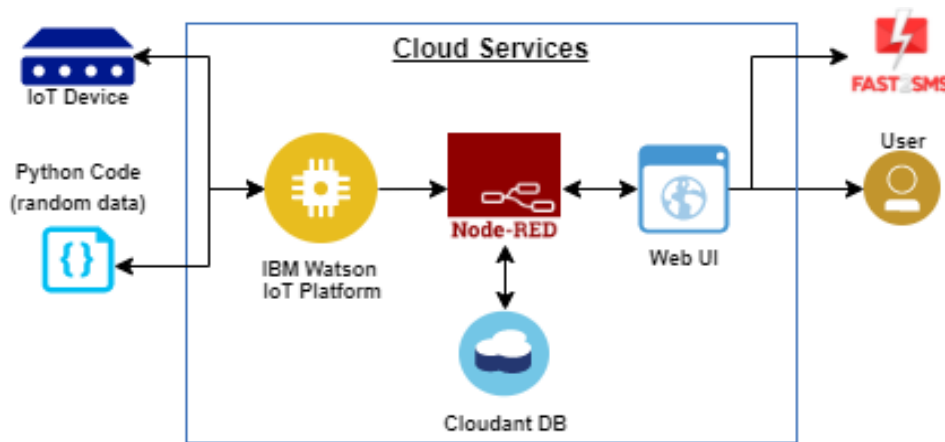 Cloud Services
IoT Device
FAST2SMS
Python Code
(random data)
User
{}
Node-RED
IBM Watson
IoT Platform
Web UI
Cloudant DB